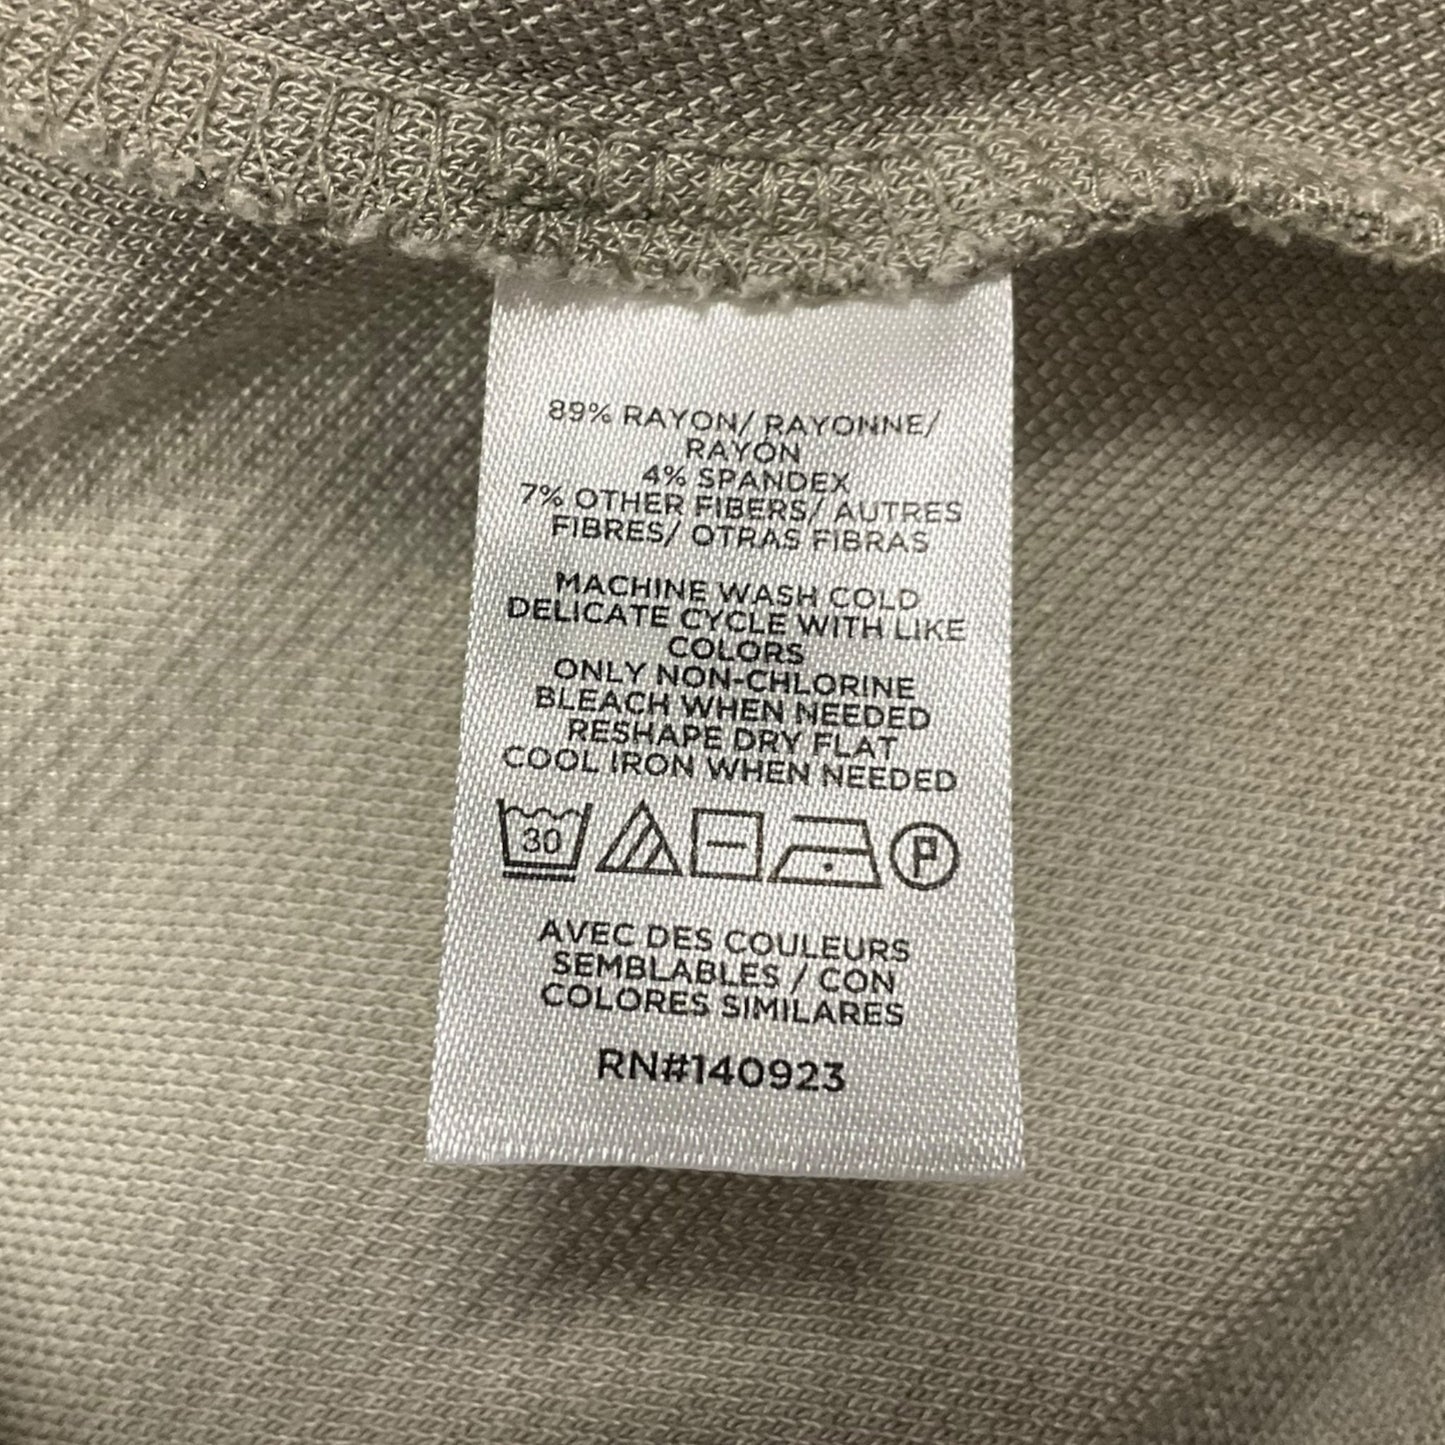 89% RAYON/ RAYONNE/
RAYÓN
4% SPANDEX
7% OTHER FIBERS/ AUTRES
FIBRES/ OTRAS FIBRAS
MACHINE WASH COLD
DELICATE CYCLE WITH LIKE
COLORS
ONLY NON-CHLORINE
BLEACH WHEN NEEDED
RESHAPE DRY FLAT
COOL IRON WHEN NEEDED
30 P
AVEC DES COULEURS
SEMBLABLES / CON
COLORES SIMILARES
RN#140923